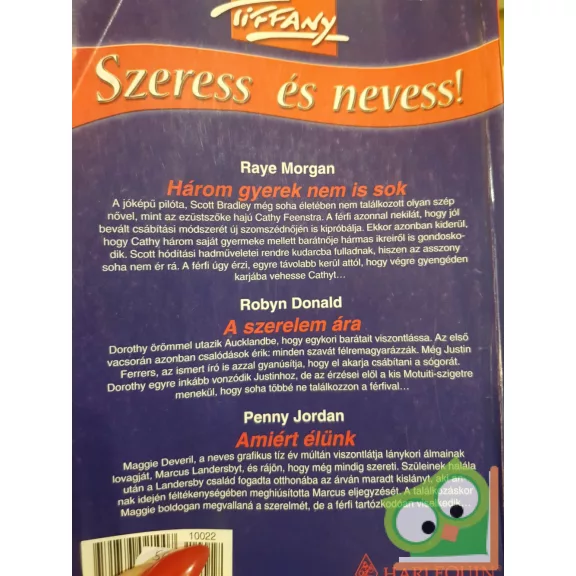 TIFFANY
Szeress és nevess!
Raye Morgan
Három gyerek nem is sok
A jóképű pilóta, Scott Bradley még soha életében nem találkozott olyan szép
nővel, mint az ezüstszőke hajú Cathy Feenstra. A férfi azonnal nekilát, hogy jól
bevált csábítási módszerét új szomszédnőjén is kipróbálja. Ekkor azonban kiderül,
hogy Cathy három saját gyermeke mellett barátnője hármas ikreiről is gondosko-
dik. Scott hódítási hadműveletei rendre kudarcba fulladnak, hiszen az asszony
soha nem ér rá. A férfi úgy érzi, egyre távolabb kerül attól, hogy végre gyengéden
karjába vehesse Cathyt...
Robyn Donald
A szerelem ára
Dorothy örömmel utazik Aucklandbe, hogy egykori barátait viszontlássa. Az első
vacsorán azonban csalódások érik: minden szavát félremagyarázzák. Még Justin
Ferrers, az ismert író is azzal gyanúsítja, hogy el akarja csábítani a sógorát.
Dorothy egyre inkább vonzódik Justinhoz, de az érzései elől a kis Motuiti-szigetre
menekül, hogy soha többé ne találkozzon a férfival...
Penny Jordan
Amiért élünk
Maggie Deveril, a neves grafikus tíz év múltán viszontlátja lánykori álmainak
lovagját, Marcus Landersbyt, és rájön, hogy még mindig szereti. Szüleinek halála
után a Landersby család fogadta otthonába az árván maradt kislányt, aki an-
nak idején féltékenységében meghiúsította Marcus eljegyzését. A találkozáskor
Maggie boldogan megvallaná a szerelmét, de a férfi tartózkodóan viselkedik...
10022
HARLEQUIN